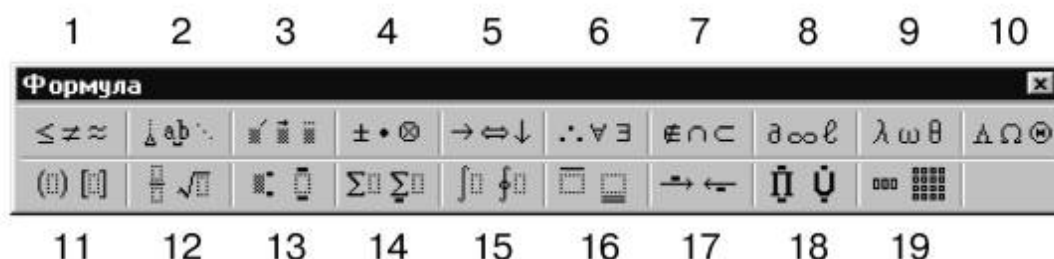 1 2 3 4 5 6 7 8 9 10
Формула
≤ ≠ ≈ ab ⋱ ± • ⊗ → ⇔ ↓ ∴ ∀ ∃ ∉ ∩ ⊂ ∂ ∞ ℓ λ ω θ Λ Ω Θ
(▯) [▯] √▯ Σ▯ Σ▯ ∫▯ ∮▯ → ← Π Ụ
11 12 13 14 15 16 17 18 19